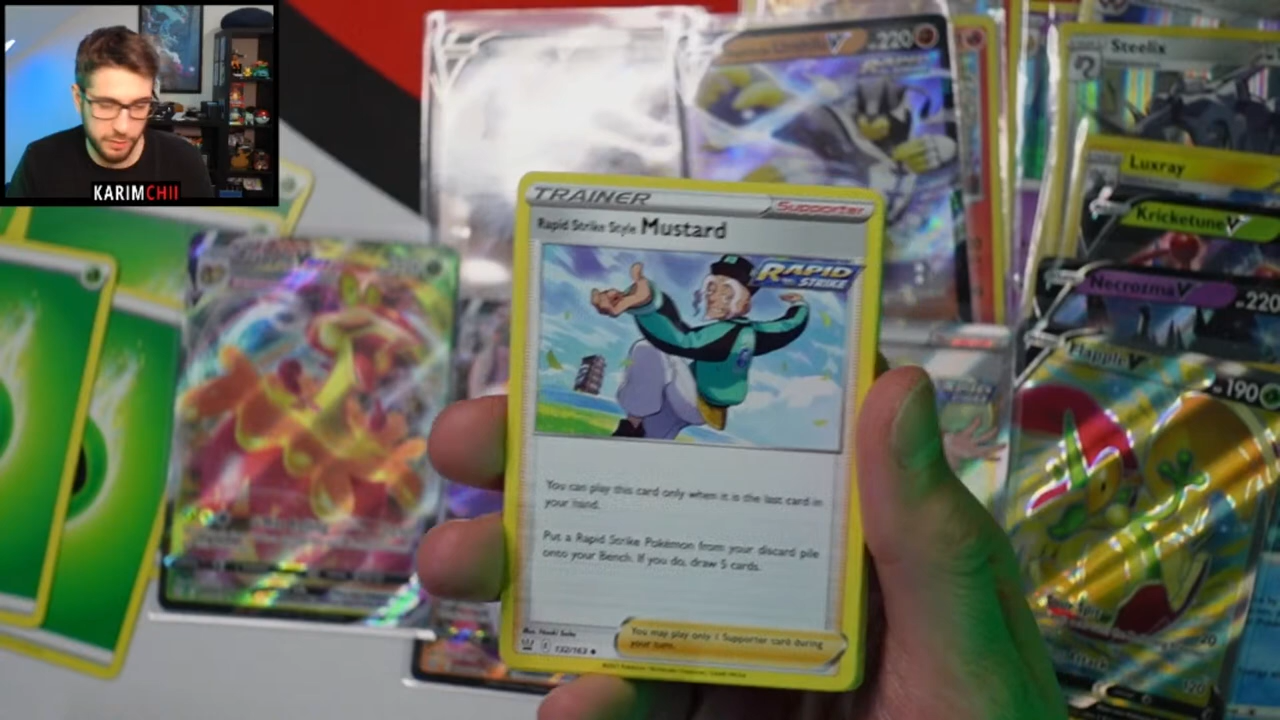 KARIMCHII
220
Steelix
Luxray
Kricketune V
Necrozma V
220
Flapple V
190
TRAINER
Supporter
Rapid Strike Style Mustard
RAPID
STRIKE
You can play this card only when it is the last card in
your hand.
Put a Rapid Strike Pokémon from your discard pile
onto your Bench. If you do, draw 5 cards.
You may play only 1 Supporter card during
your turn.
132/163
120